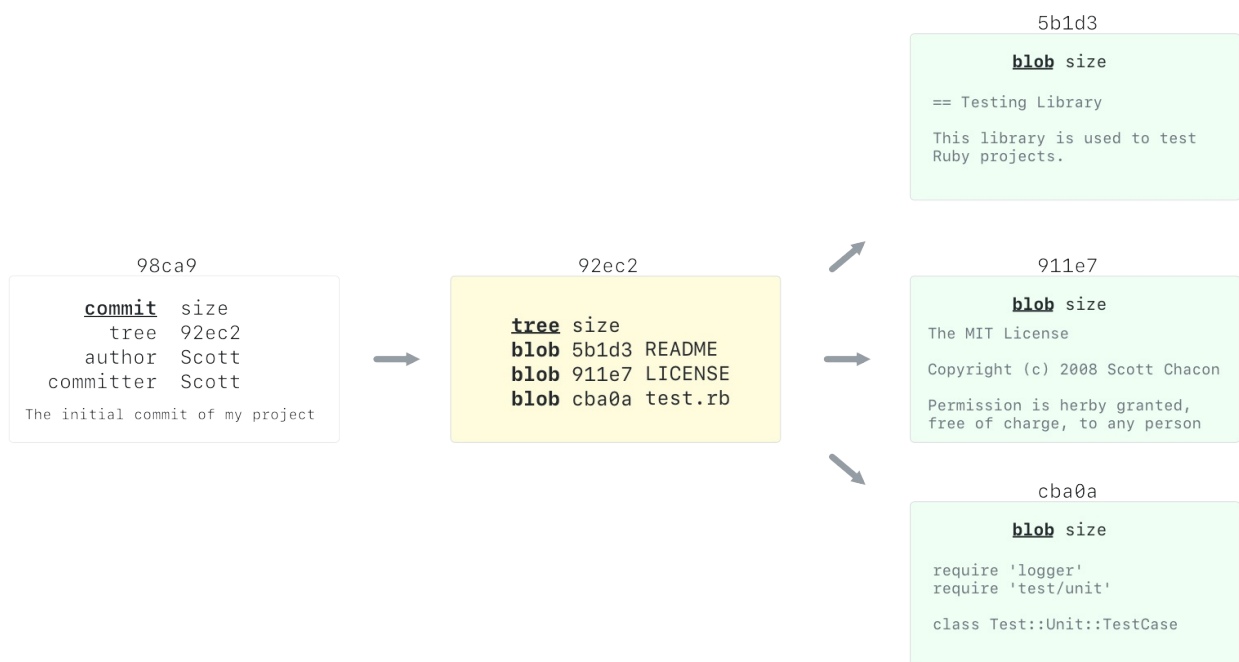 98ca9
commit size
tree 92ec2
author Scott
committer Scott
The initial commit of my project
92ec2
tree size
blob 5b1d3 README
blob 911e7 LICENSE
blob cba0a test.rb
5b1d3
blob size
== Testing Library
This library is used to test
Ruby projects.
911e7
blob size
The MIT License
Copyright (c) 2008 Scott Chacon
Permission is herby granted,
free of charge, to any person
cba0a
blob size
require 'logger'
require 'test/unit'
class Test::Unit::TestCase